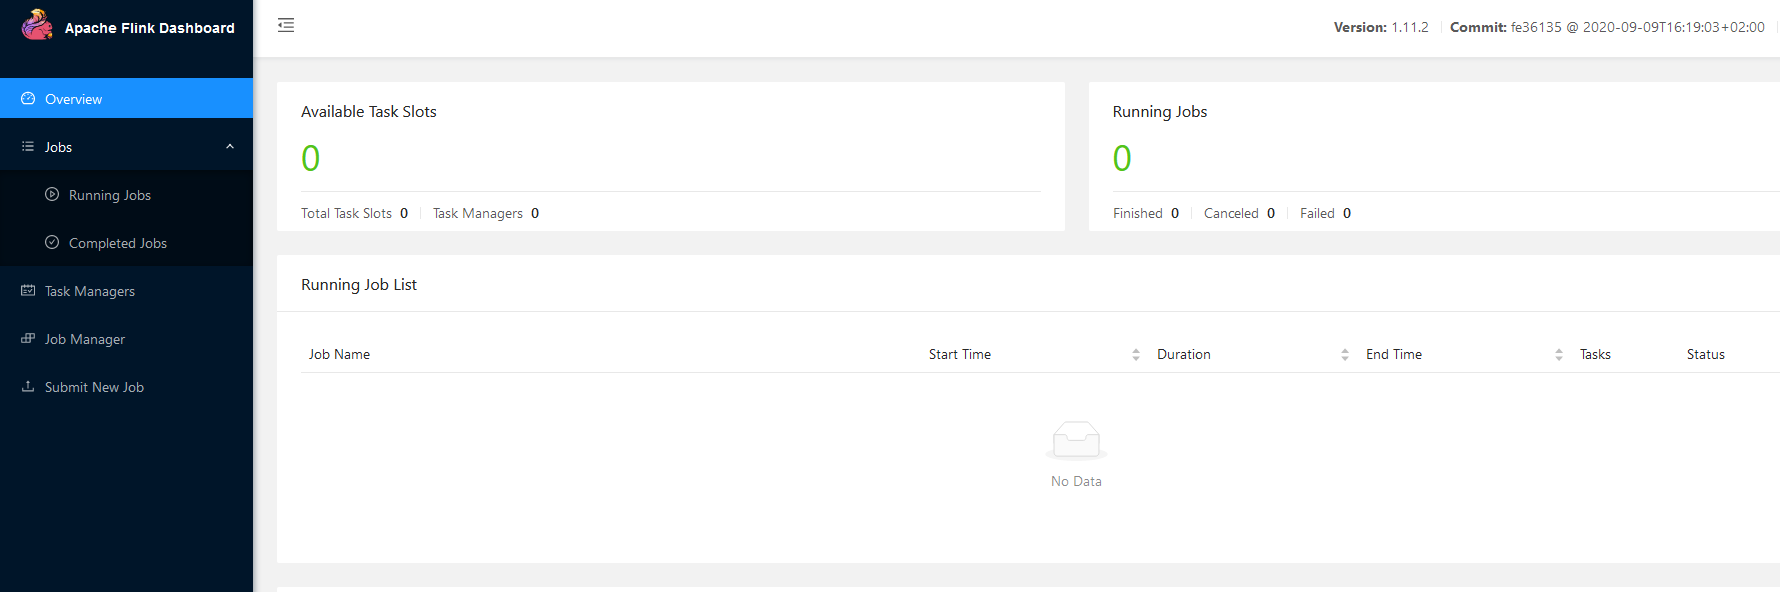 Apache Flink Dashboard
Version: 1.11.2 Commit: fe36135 @ 2020-09-09T16:19:03+02:00
Overview
Jobs
Running Jobs
Completed Jobs
Task Managers
Job Manager
Submit New Job
Available Task Slots
0
Total Task Slots 0 Task Managers 0
Running Jobs
0
Finished 0 Canceled 0 Failed 0
Running Job List
Job Name Start Time Duration End Time Tasks Status
No Data